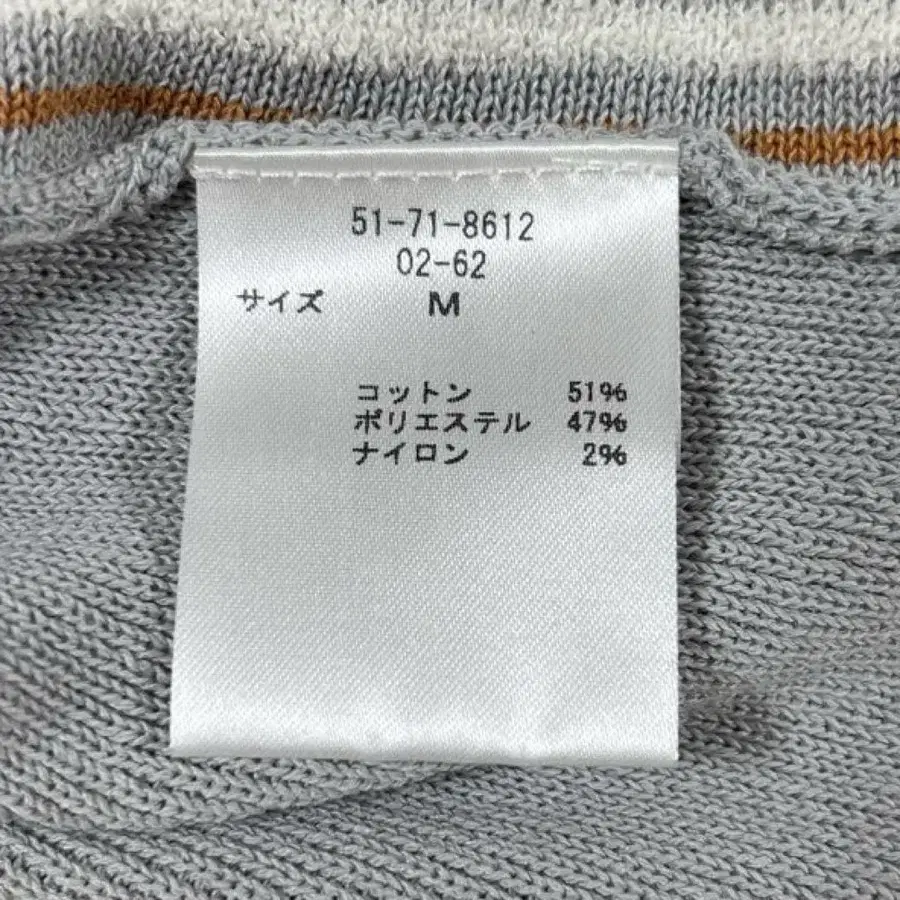 51-71-8612
02-62
サイズ M
コットン 51%
ポリエステル 47%
ナイロン 2%